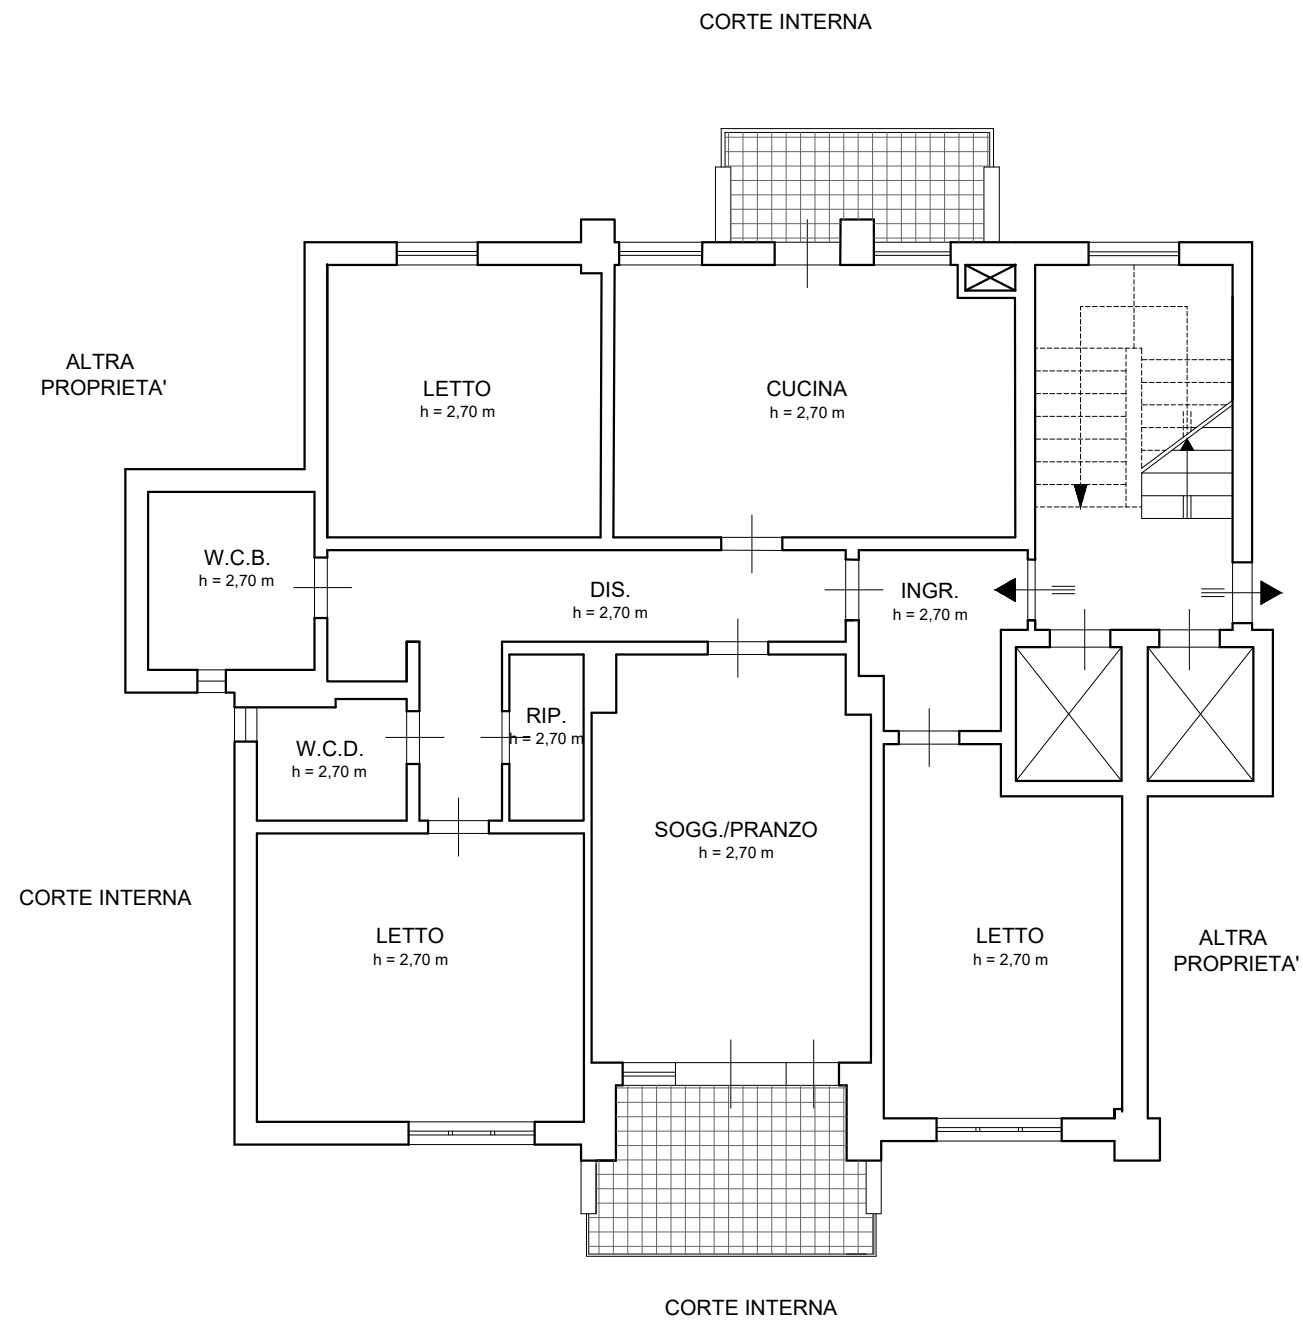 CORTE INTERNA
ALTRA
PROPRIETA'
LETTO
h = 2,70 m
CUCINA
h = 2,70 m
W.C.B.
h = 2,70 m
DIS.
h = 2,70 m
INGR.
h = 2,70 m
RIP.
h = 2,70 m
W.C.D.
h = 2,70 m
SOGG./PRANZO
h = 2,70 m
CORTE INTERNA
LETTO
h = 2,70 m
LETTO
h = 2,70 m
ALTRA
PROPRIETA'
CORTE INTERNA